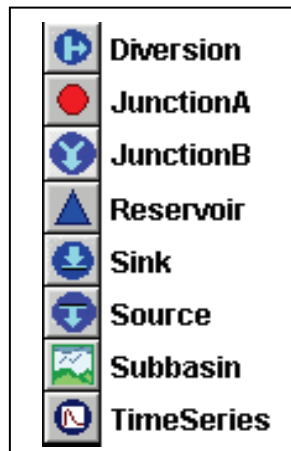 Diversion
JunctionA
JunctionB
Reservoir
Sink
Source
Subbasin
TimeSeries